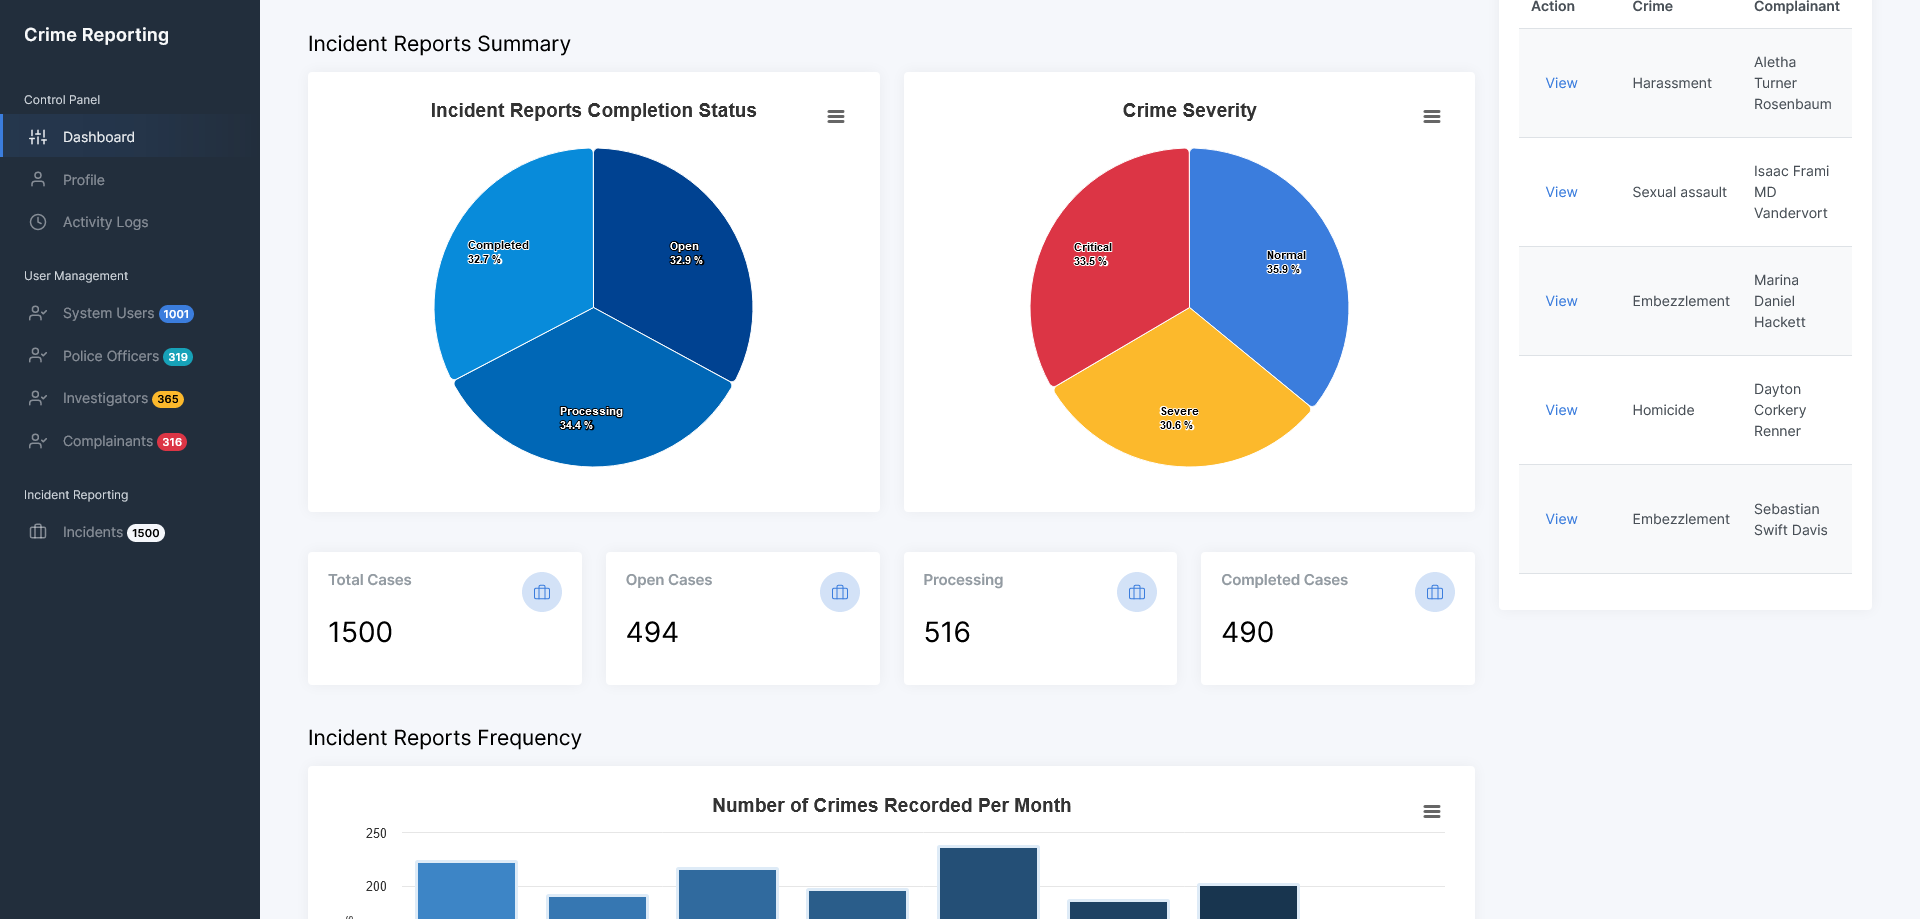 Crime Reporting
Control Panel
Dashboard
Profile
Activity Logs
User Management
System Users 1001
Police Officers 319
Investigators 365
Complainants 316
Incident Reporting
Incidents 1500
Incident Reports Summary
Incident Reports Completion Status
Completed
32.7 %
Open
32.9 %
Processing
34.4 %
Crime Severity
Critical
33.5 %
Normal
35.9 %
Severe
30.6 %
Total Cases
1500
Open Cases
494
Processing
516
Completed Cases
490
Incident Reports Frequency
Number of Crimes Recorded Per Month
250
200
Action Crime Complainant
View Harassment Aletha
Turner
Rosenbaum
View Sexual assault Isaac Frami
MD
Vandervort
View Embezzlement Marina
Daniel
Hackett
View Homicide Dayton
Corkery
Renner
View Embezzlement Sebastian
Swift Davis